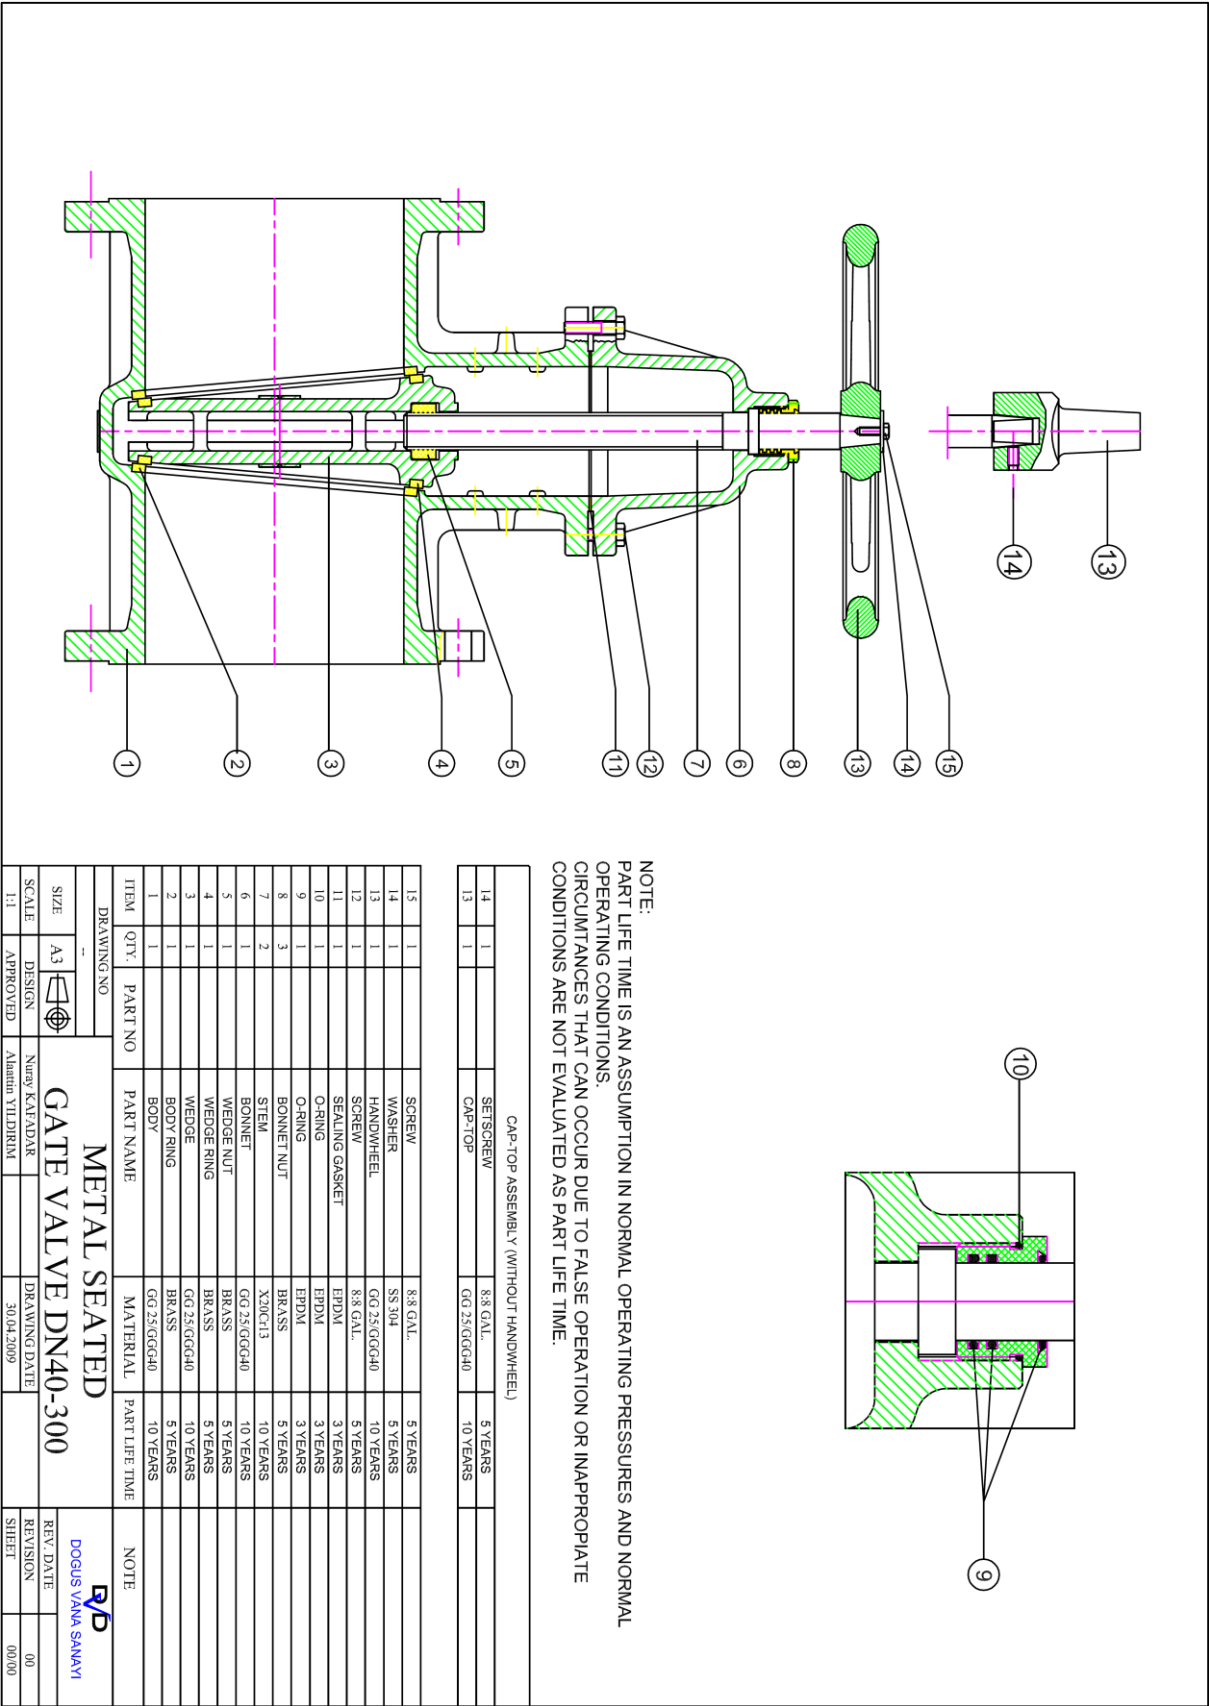 13
14
10
9
15
14
13
8
6
7
12
11
5
4
3
2
1
NOTE:
PART LIFE TIME IS AN ASSUMPTION IN NORMAL OPERATING PRESSURES AND NORMAL
OPERATING CONDITIONS.
CIRCUMTANCES THAT CAN OCCUR DUE TO FALSE OPERATION OR INAPPROPIATE
CONDITIONS ARE NOT EVALUATED AS PART LIFE TIME.
CAP-TOP ASSEMBLY (WITHOUT HANDWHEEL)
14 1 SETSCREW 8:8 GAL. 5 YEARS
13 1 CAP-TOP GG 25/GGG40 10 YEARS
15 1 SCREW 8:8 GAL. 5 YEARS
14 1 WASHER SS 304 5 YEARS
13 1 HANDWHEEL GG 25/GGG40 10 YEARS
12 1 SCREW 8:8 GAL. 5 YEARS
11 1 SEALING GASKET EPDM 3 YEARS
10 1 O-RING EPDM 3 YEARS
9 1 O-RING EPDM 3 YEARS
8 3 BONNET NUT BRASS 5 YEARS
7 2 STEM X20Cr13 10 YEARS
6 1 BONNET GG 25/GGG40 10 YEARS
5 1 WEDGE NUT BRASS 5 YEARS
4 1 WEDGE RING BRASS 5 YEARS
3 1 WEDGE GG 25/GGG40 10 YEARS
2 1 BODY RING BRASS 5 YEARS
1 1 BODY GG 25/GGG40 10 YEARS
ITEM QTY. PART NO PART NAME MATERIAL PART LIFE TIME NOTE
DRAWING NO
--
METAL SEATED
GATE VALVE DN40-300
DVD
DOGUS VANA SANAYI
SIZE A3
REV. DATE
SCALE DESIGN Nuray KAFADAR DRAWING DATE REVISION 00
1:1 APPROVED Alaattin YILDIRIM 30.04.2009 SHEET 00/00